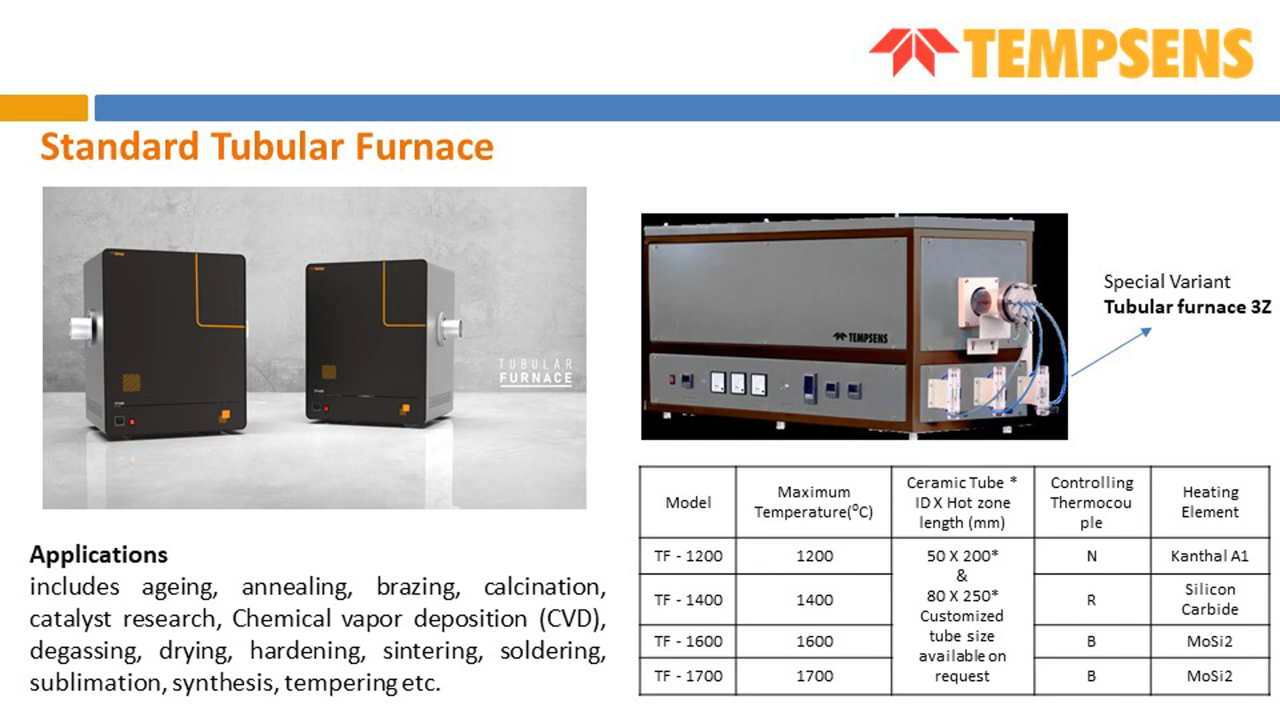 TEMPSENS
Standard Tubular Furnace
TUBULAR
FURNACE
TEMPSENS
Special Variant
Tubular furnace 3Z
Applications
includes ageing, annealing, brazing, calcination,
catalyst research, Chemical vapor deposition (CVD),
degassing, drying, hardening, sintering, soldering,
sublimation, synthesis, tempering etc.
Model
Maximum
Temperature(⁰C)
Ceramic Tube *
ID X Hot zone
length (mm)
Controlling
Thermocou
ple
Heating
Element
TF - 1200
1200
50 X 200*
&
80 X 250*
Customized
tube size
available on
request
N
Kanthal A1
TF - 1400
1400
R
Silicon
Carbide
TF - 1600
1600
B
MoSi2
TF - 1700
1700
B
MoSi2